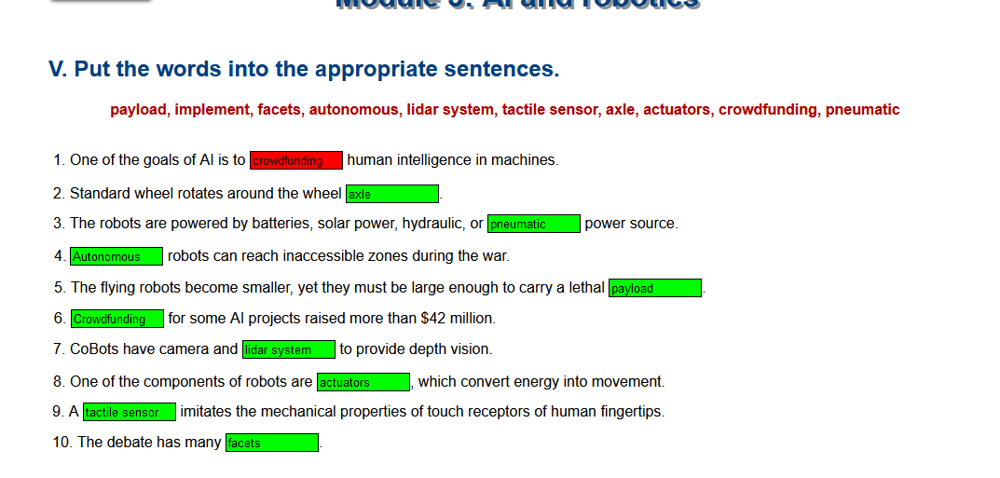 Module 5: AI and robotics
V. Put the words into the appropriate sentences.
payload, implement, facets, autonomous, lidar system, tactile sensor, axle, actuators, crowdfunding, pneumatic
1. One of the goals of AI is to crowdfunding human intelligence in machines.
2. Standard wheel rotates around the wheel axle.
3. The robots are powered by batteries, solar power, hydraulic, or pneumatic power source.
4. Autonomous robots can reach inaccessible zones during the war.
5. The flying robots become smaller, yet they must be large enough to carry a lethal payload.
6. Crowdfunding for some AI projects raised more than $42 million.
7. CoBots have camera and lidar system to provide depth vision.
8. One of the components of robots are actuators, which convert energy into movement.
9. A tactile sensor imitates the mechanical properties of touch receptors of human fingertips.
10. The debate has many facets.